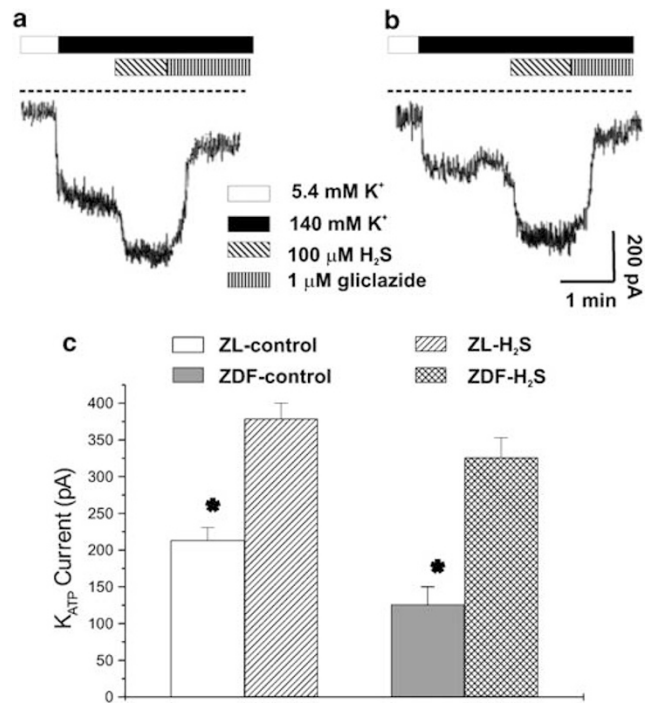 a
b
5.4 mM K⁺
140 mM K⁺
100 μM H₂S
1 μM gliclazide
200 pA
1 min
c
ZL-control
ZL-H₂S
ZDF-control
ZDF-H₂S
K_ATP Current (pA)
400
350
300
250
200
150
100
50
0
*
*